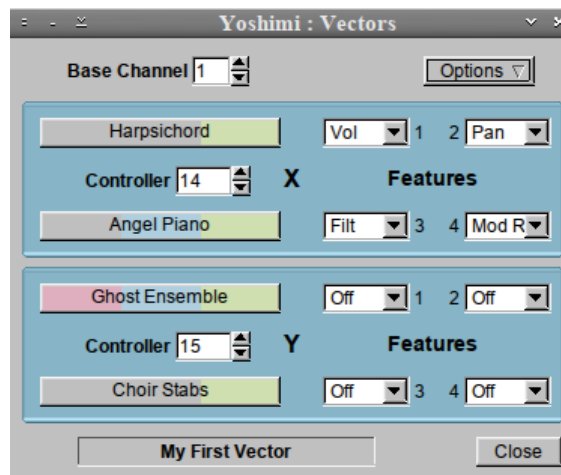 Yoshimi : Vectors
Base Channel 1 Options
Harpsichord Vol 1 2 Pan
Controller 14 X Features
Angel Piano Filt 3 4 Mod R
Ghost Ensemble Off 1 2 Off
Controller 15 Y Features
Choir Stabs Off 3 4 Off
My First Vector Close